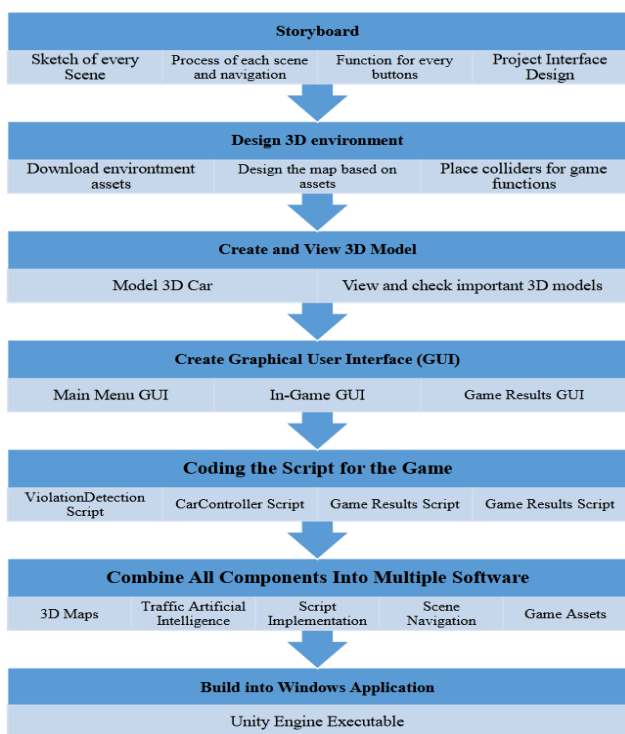 Storyboard
Sketch of every
Scene
Process of each scene
and navigation
Function for every
buttons
Project Interface
Design
Design 3D environment
Download environtment
assets
Design the map based on
assets
Place colliders for game
functions
Create and View 3D Model
Model 3D Car
View and check important 3D models
Create Graphical User Interface (GUI)
Main Menu GUI
In-Game GUI
Game Results GUI
Coding the Script for the Game
ViolationDetection
Script
CarController Script
Game Results Script
Game Results Script
Combine All Components Into Multiple Software
3D Maps
Traffic Artificial
Intelligence
Script
Implementation
Scene
Navigation
Game Assets
Build into Windows Application
Unity Engine Executable